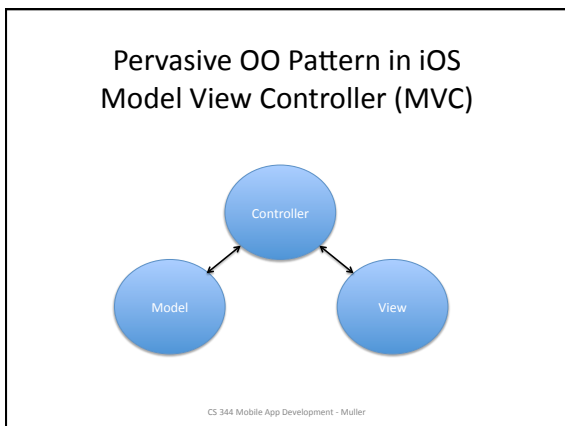 Pervasive OO Pattern in iOS
Model View Controller (MVC)
Controller
Model
View
CS 344 Mobile App Development - Muller